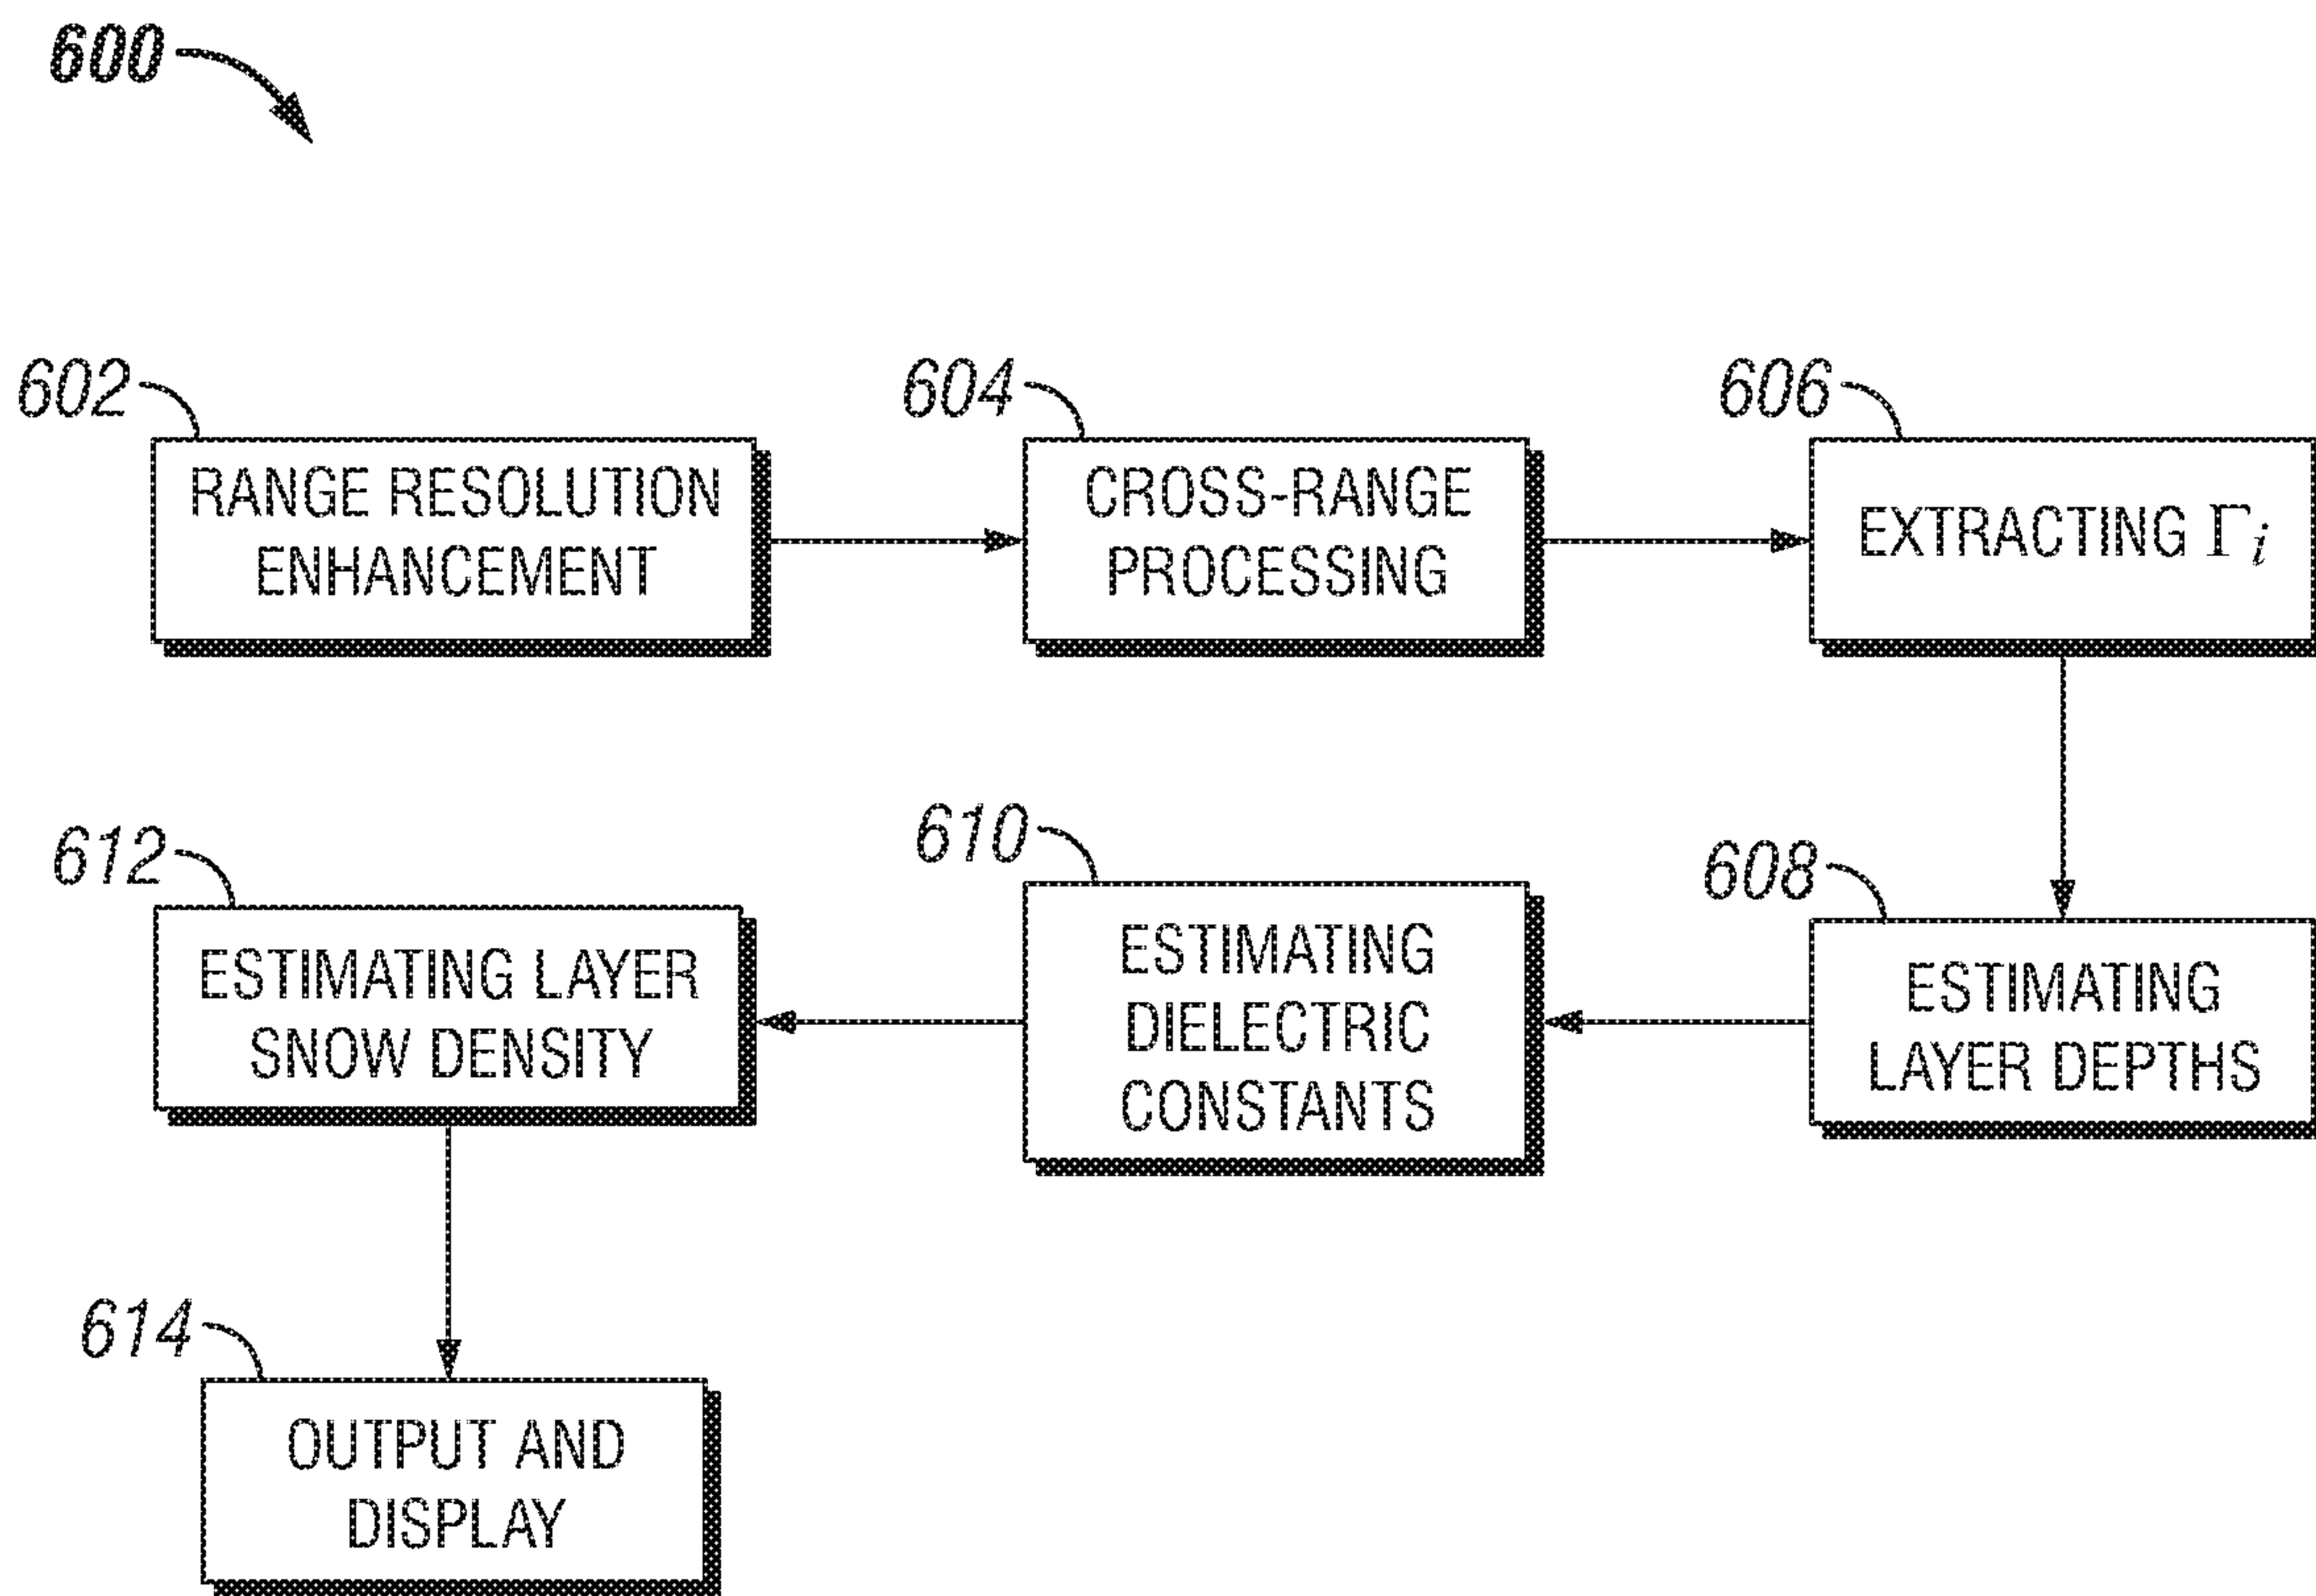 600
602
RANGE RESOLUTION
ENHANCEMENT
604
CROSS-RANGE
PROCESSING
606
EXTRACTING Γi
608
ESTIMATING
LAYER DEPTHS
610
ESTIMATING
DIELECTRIC
CONSTANTS
612
ESTIMATING LAYER
SNOW DENSITY
614
OUTPUT AND
DISPLAY